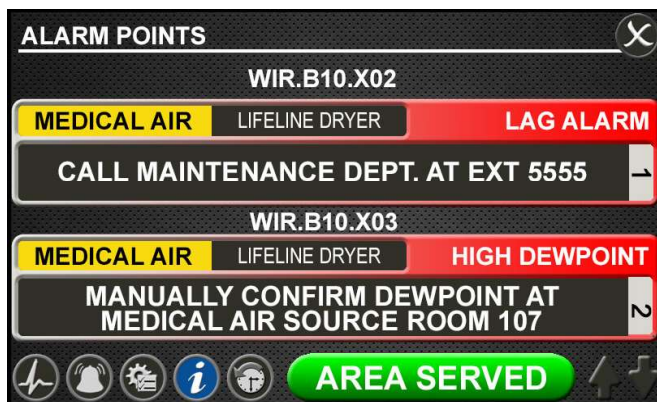 ALARM POINTS
WIR.B10.X02
MEDICAL AIR LIFELINE DRYER LAG ALARM
CALL MAINTENANCE DEPT. AT EXT 5555 1
WIR.B10.X03
MEDICAL AIR LIFELINE DRYER HIGH DEWPOINT
MANUALLY CONFIRM DEWPOINT AT
MEDICAL AIR SOURCE ROOM 107 2
i AREA SERVED